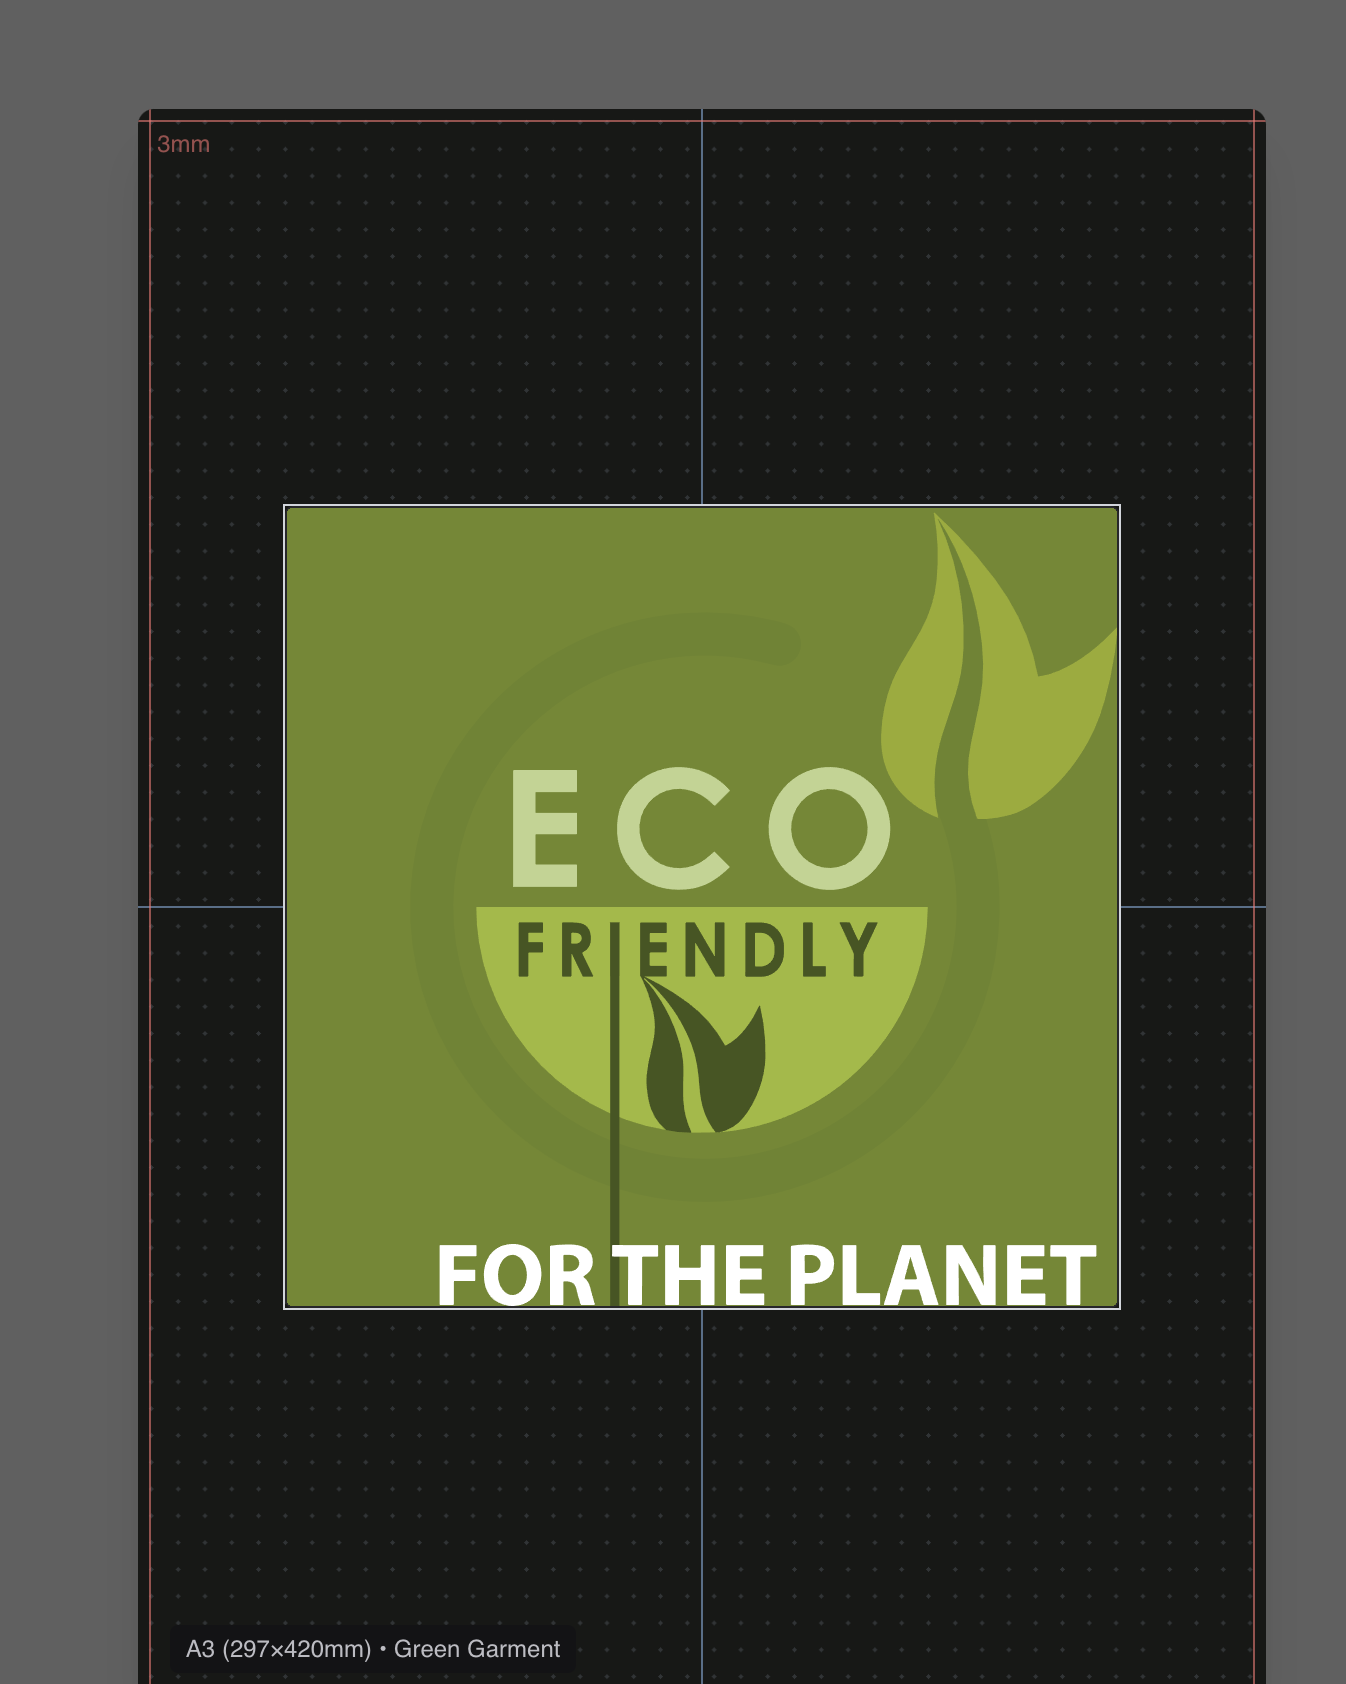 3mm
ECO
FRIENDLY
FOR THE PLANET
A3 (297×420mm) • Green Garment